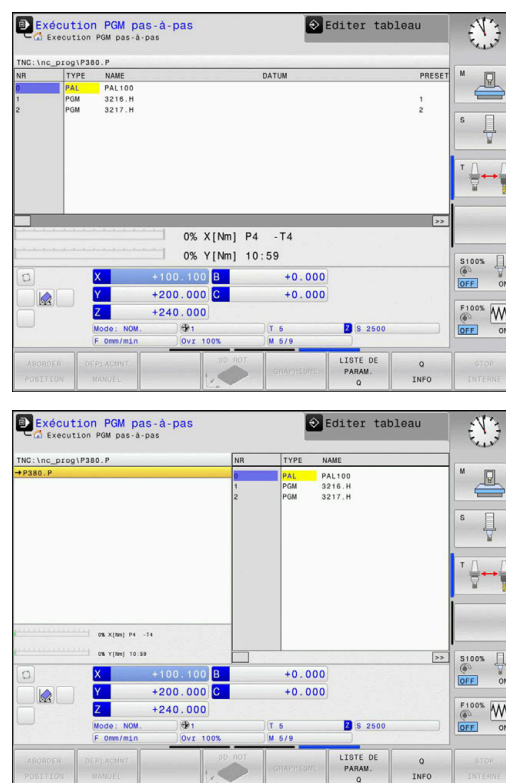 Exécution PGM pas-à-pas
Editer tableau
Execution PGM pas-à-pas
TNC:\nc_prog\P380.P
NR TYPE NAME DATUM PRESET
0 PAL PAL100
1 PGM 3216.H 1
2 PGM 3217.H 2
>>
0% X[Nm] P4 -T4
0% Y[Nm] 10:59
X +100.100 B +0.000
Y +200.000 C +0.000
Z +240.000
Mode: NOM. 1 T 5 Z S 2500
F 0mm/min Ovr 100% M 5/9
M
S
T
S100%
OFF ON
F100%
OFF ON
ABORDER POSITION
DEPLACMNT MANUEL
3D ROT
GRAPHISME
LISTE DE PARAM. Q
Q INFO
STOP INTERNE
Exécution PGM pas-à-pas
Editer tableau
Execution PGM pas-à-pas
TNC:\nc_prog\P380.P
→P380.P
NR TYPE NAME
0 PAL PAL100
1 PGM 3216.H
2 PGM 3217.H
0% X[Nm] P4 -T4
0% Y[Nm] 10:59
>>
X +100.100 B +0.000
Y +200.000 C +0.000
Z +240.000
Mode: NOM. 1 T 5 Z S 2500
F 0mm/min Ovr 100% M 5/9
M
S
T
S100%
OFF ON
F100%
OFF ON
ABORDER POSITION
DEPLACMNT MANUEL
3D ROT
GRAPHISME
LISTE DE PARAM. Q
Q INFO
STOP INTERNE